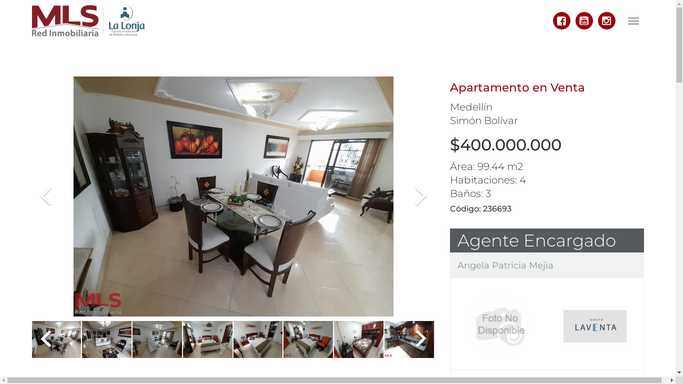 MLS
Red Inmobiliaria
La Lonja
Apartamento en Venta
Medellín
Simón Bolívar
$400.000.000
Área: 99.44 m2
Habitaciones: 4
Baños: 3
Código: 236693
Agente Encargado
Angela Patricia Mejia
Foto No
Disponible
LAVENTA
MLS